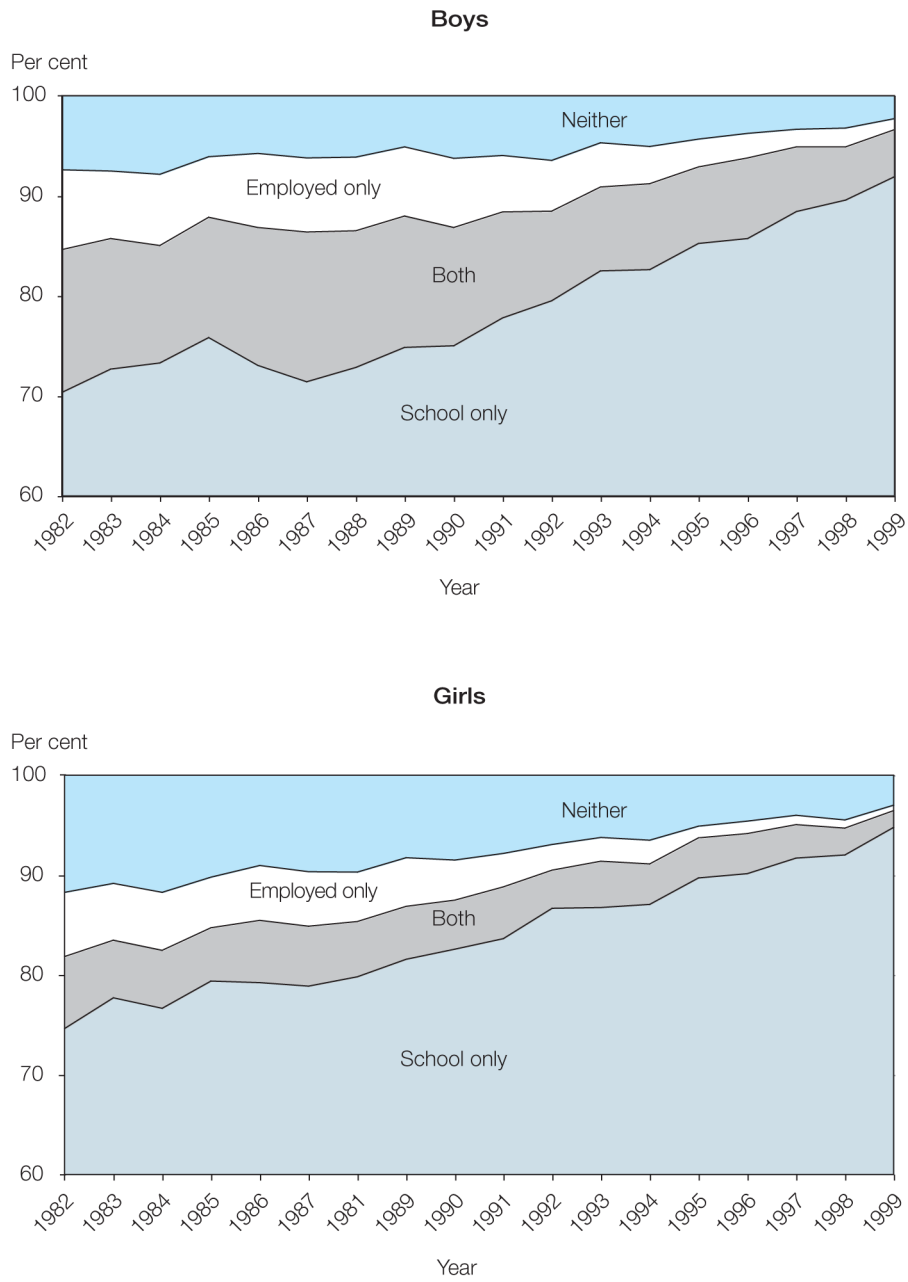 Boys
Per cent
100
Neither
Employed only
90
Both
80
70
School only
60
1982 1983 1984 1985 1986 1987 1988 1989 1990 1991 1992 1993 1994 1995 1996 1997 1998 1999
Year
Girls
Per cent
100
Neither
90
Employed only
Both
80
70
School only
60
1982 1983 1984 1985 1986 1987 1981 1989 1990 1991 1992 1993 1994 1995 1996 1997 1998 1999
Year